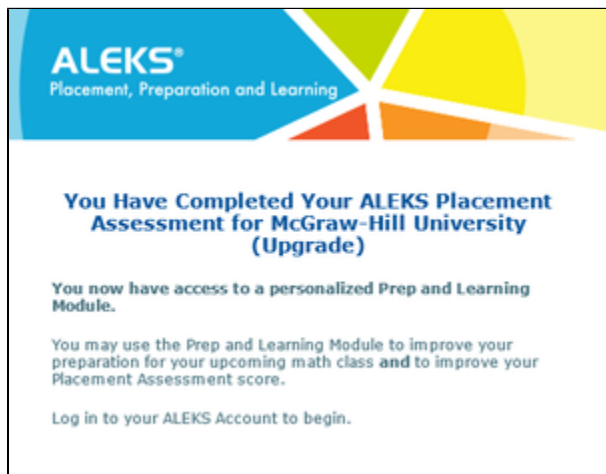 ALEKS®
Placement, Preparation and Learning
You Have Completed Your ALEKS Placement
Assessment for McGraw-Hill University
(Upgrade)
You now have access to a personalized Prep and Learning
Module.
You may use the Prep and Learning Module to improve your
preparation for your upcoming math class and to improve your
Placement Assessment score.
Log in to your ALEKS Account to begin.